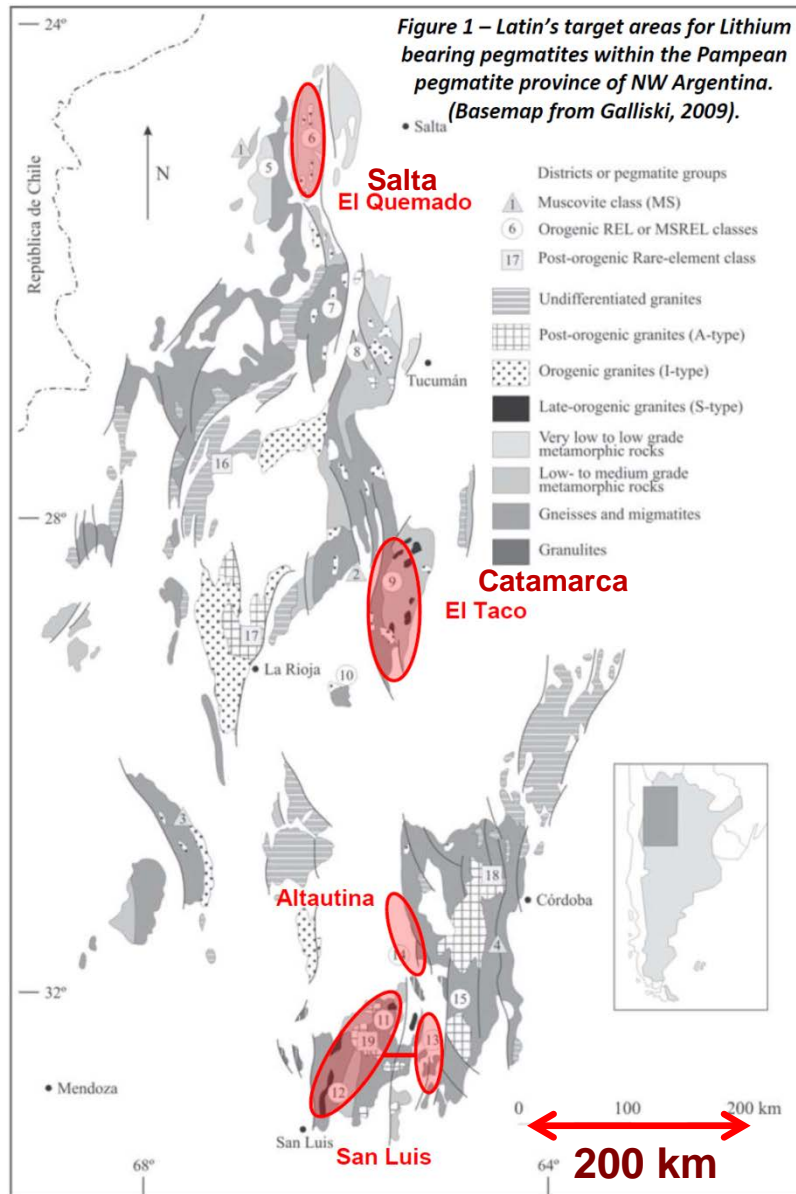 24°
Figure 1 – Latin's target areas for Lithium
bearing pegmatites within the Pampean
pegmatite province of NW Argentina.
(Basemap from Galliski, 2009).
República de Chile
N
1
5
6
Salta
Salta
El Quemado
Districts or pegmatite groups
1 Muscovite class (MS)
6 Orogenic REL or MSREL classes
17 Post-orogenic Rare-element class
Undifferentiated granites
Post-orogenic granites (A-type)
Orogenic granites (I-type)
Late-orogenic granites (S-type)
Very low to low grade
metamorphic rocks
Low- to medium grade
metamorphic rocks
Gneisses and migmatites
Granulites
7
8
Tucumán
16
28°
2
9
Catamarca
El Taco
17
La Rioja
10
3
Altautina
18
Córdoba
4
14
32°
15
11
19
13
12
Mendoza
San Luis
San Luis
0 100 200 km
200 km
68º
64º